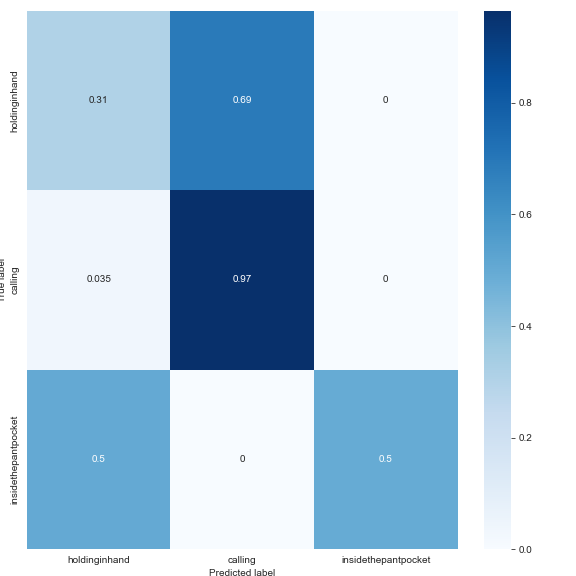 holdinginhand
0.31 0.69 0
0.8
0.6
True label
calling
0.035 0.97 0
0.4
insidethepantpocket
0.5 0 0.5
0.2
0.0
holdinginhand calling insidethepantpocket
Predicted label